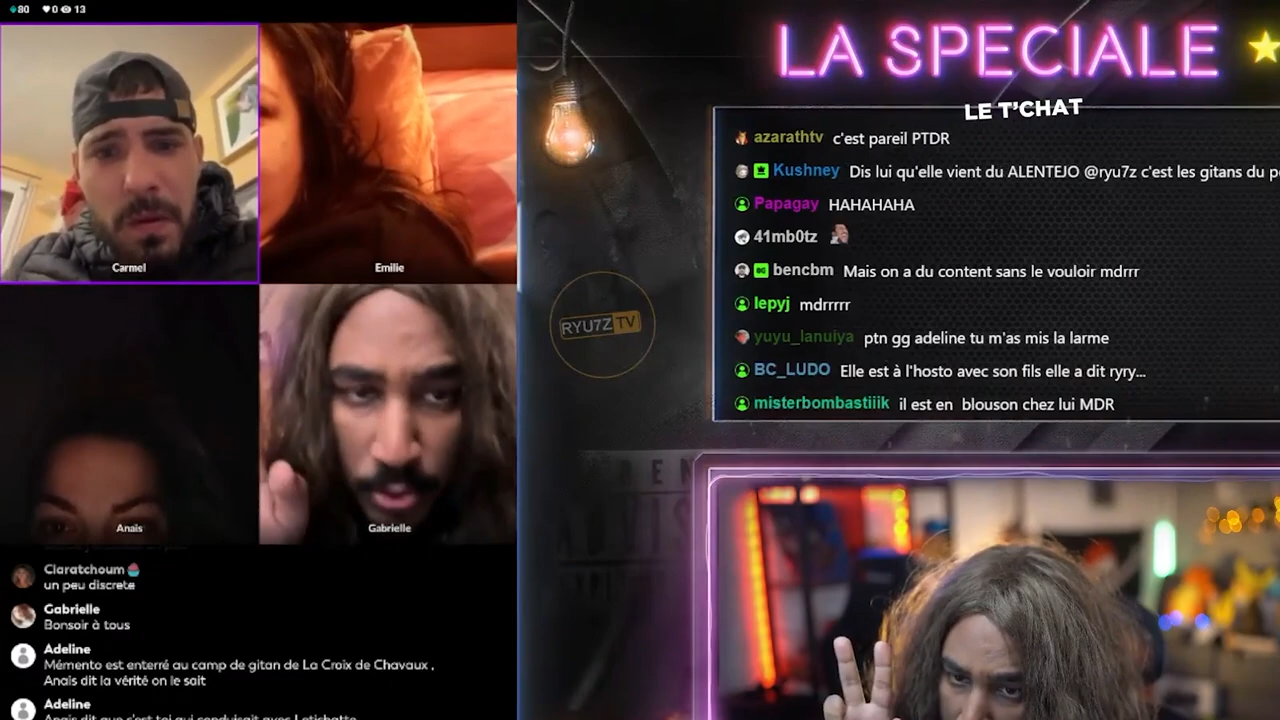 80 0 13
Carmel
Emilie
Anaïs
Gabrielle
Claratchoum
un peu discrete
Gabrielle
Bonsoir à tous
Adeline
Mémento est enterré au camp de gitan de La Croix de Chavaux ,
Anais dit la vérité on le sait
Adeline
LA SPECIALE
LE T'CHAT
azarathtv c'est pareil PTDR
Kushney Dis lui qu'elle vient du ALENTEJO @ryu7z c'est les gitans du
Papagay HAHAHAHA
41mb0tz
bencbm Mais on a du content sans le vouloir mdrrr
lepyj mdrrrrr
yuyu_lanuiya ptn gg adeline tu m'as mis la larme
BC_LUDO Elle est à l'hosto avec son fils elle a dit ryry...
misterbombastiiik il est en blouson chez lui MDR
RYU7Z TV